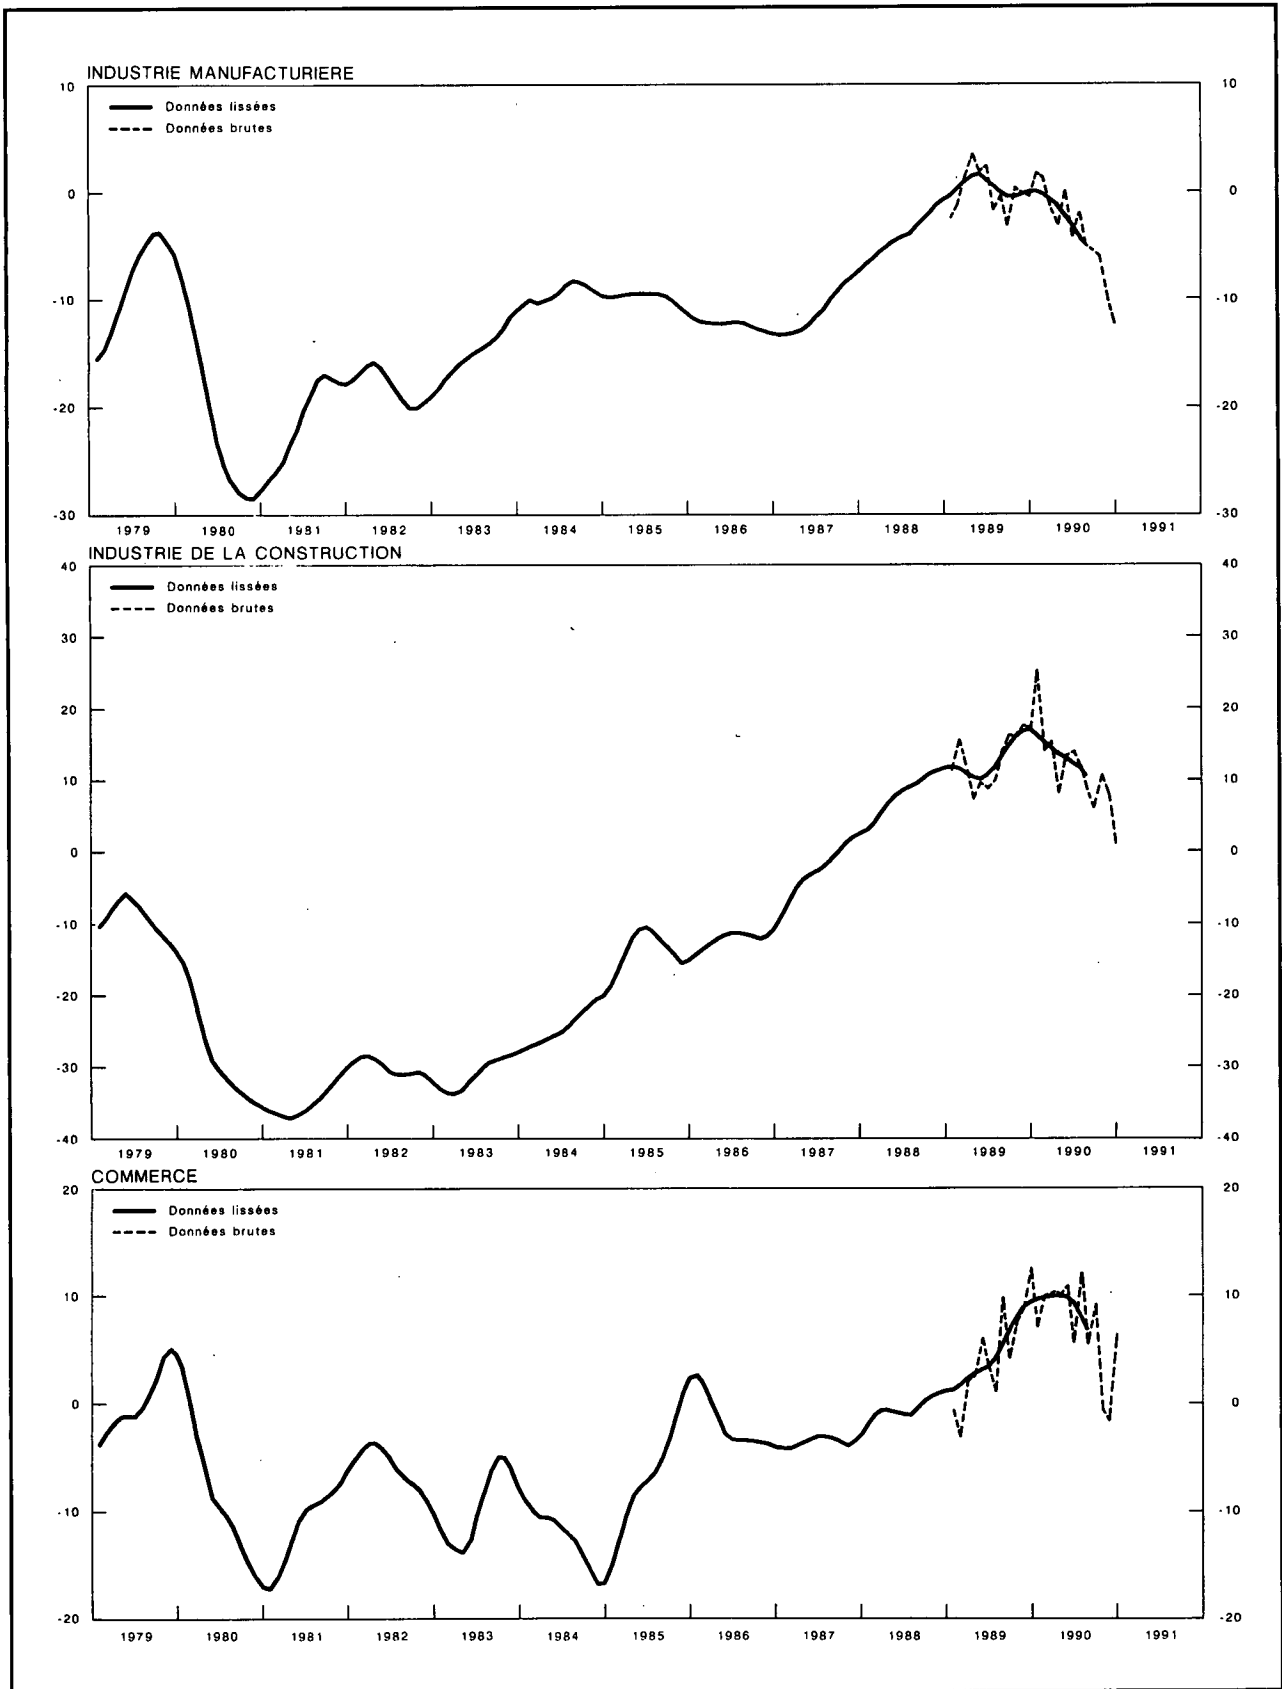 INDUSTRIE MANUFACTURIERE
10 10
Données lissées
Données brutes
0 0
-10 -10
-20 -20
-30 -30
1979 1980 1981 1982 1983 1984 1985 1986 1987 1988 1989 1990 1991
INDUSTRIE DE LA CONSTRUCTION
40 40
Données lissées
Données brutes
30 30
20 20
10 10
0 0
-10 -10
-20 -20
-30 -30
-40 -40
1979 1980 1981 1982 1983 1984 1985 1986 1987 1988 1989 1990 1991
COMMERCE
20 20
Données lissées
Données brutes
10 10
0 0
-10 -10
-20 -20
1979 1980 1981 1982 1983 1984 1985 1986 1987 1988 1989 1990 1991